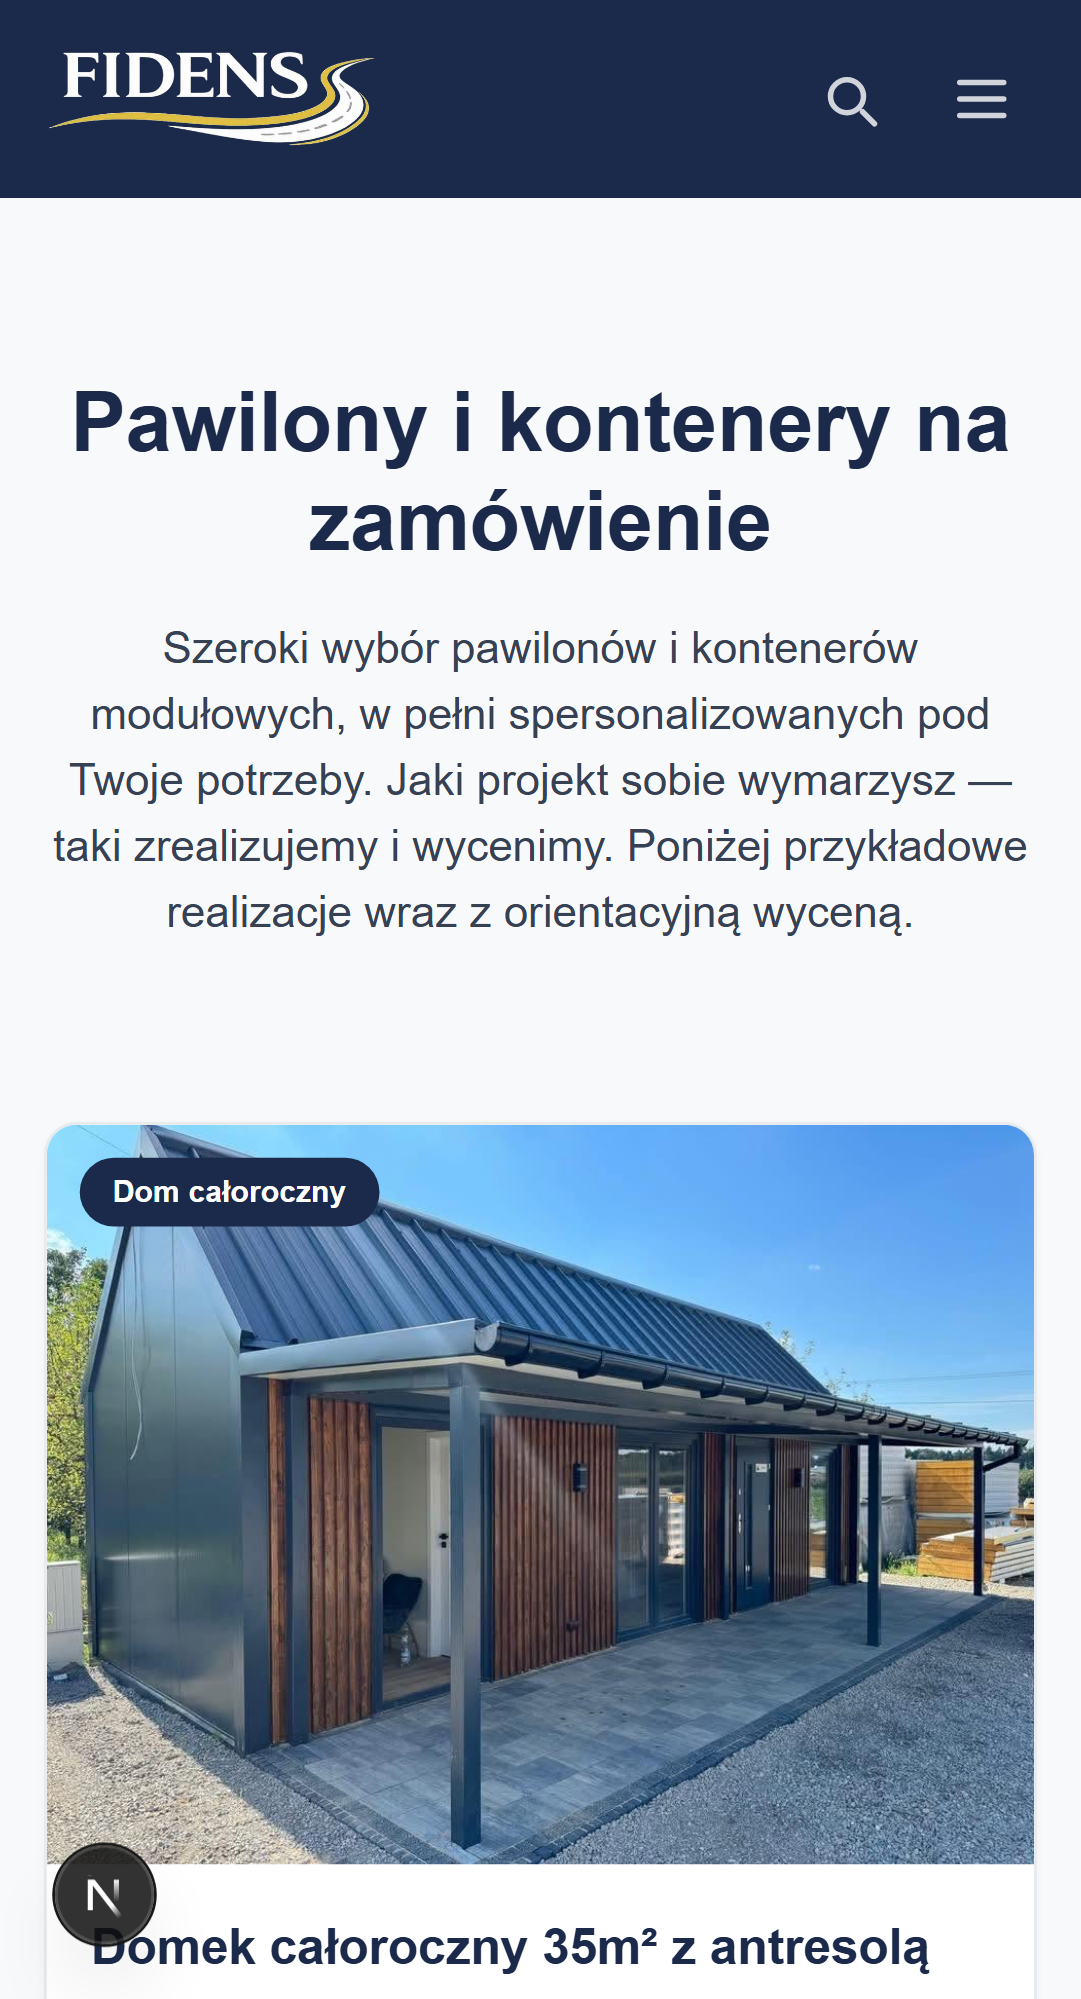 FIDENS
Pawilony i kontenery na
zamówienie
Szeroki wybór pawilonów i kontenerów
modułowych, w pełni spersonalizowanych pod
Twoje potrzeby. Jaki projekt sobie wymarzysz —
taki zrealizujemy i wycenimy. Poniżej przykładowe
realizacje wraz z orientacyjną wyceną.
Dom całoroczny
N
Domek całoroczny 35m² z antresolą